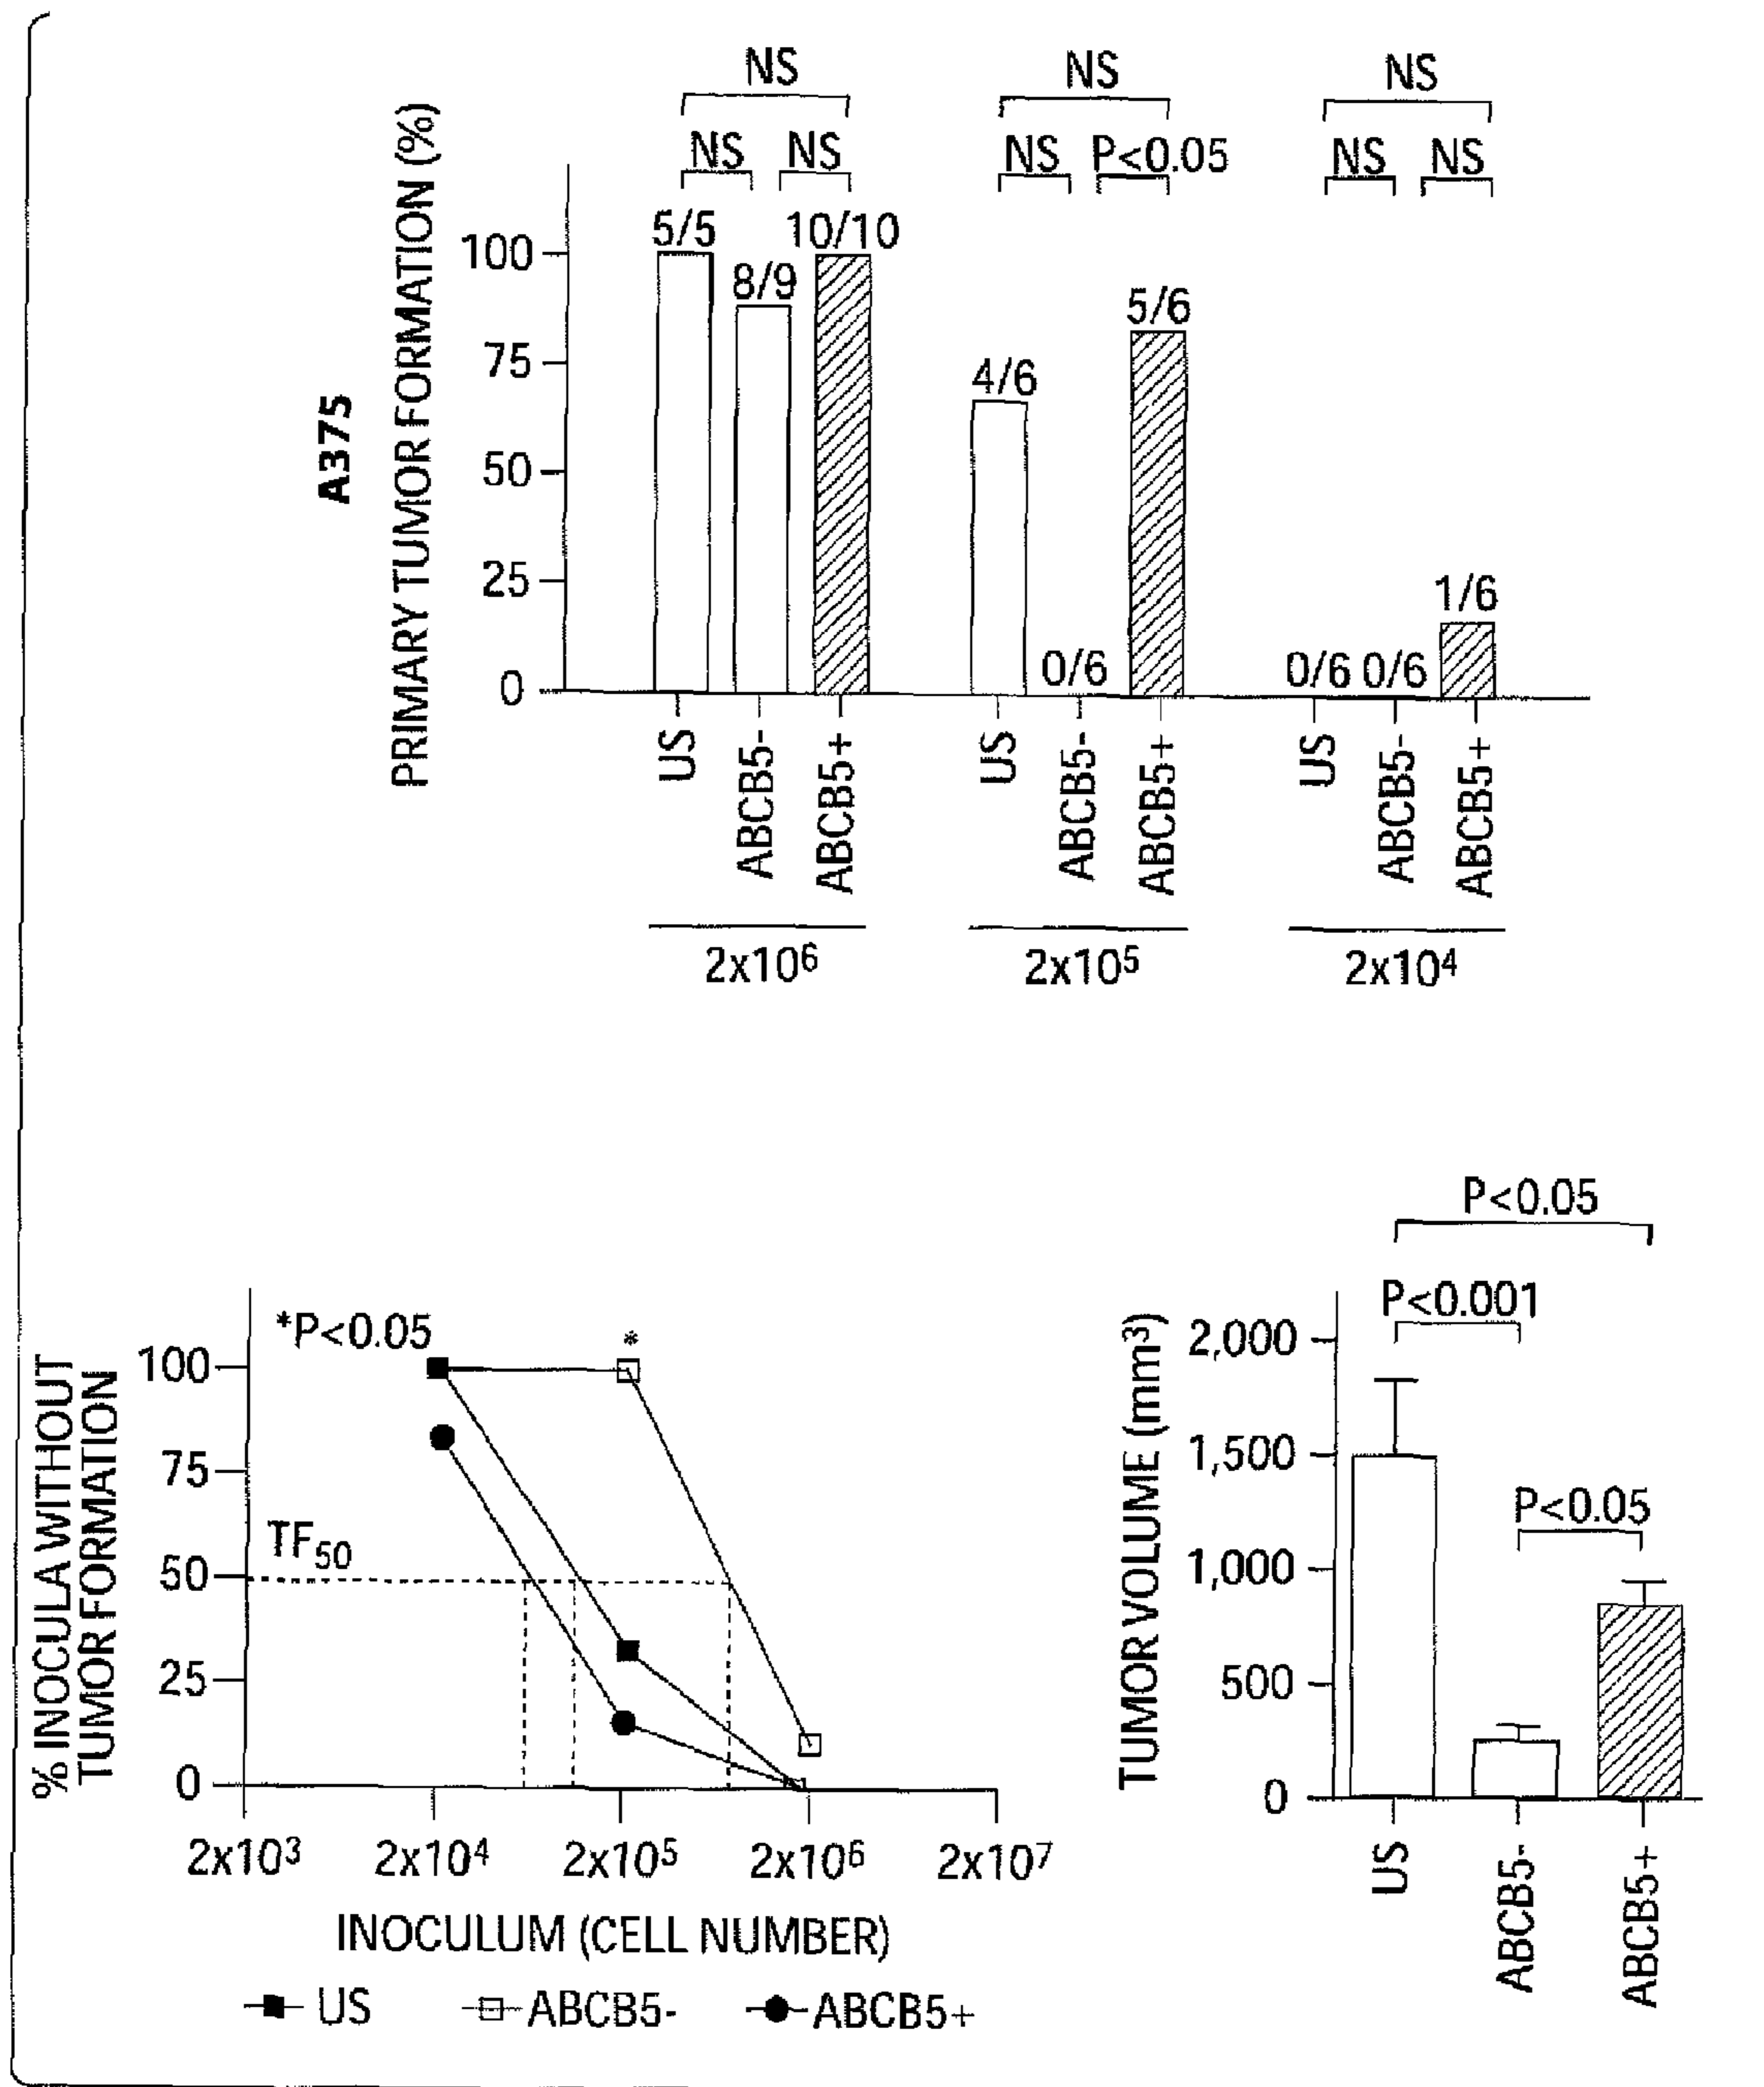 A375
PRIMARY TUMOR FORMATION (%)
NS
NS
NS
NS
NS
NS
P<0.05
NS
NS
100
75
50
25
0
5/5
8/9
10/10
4/6
0/6
5/6
0/6
0/6
1/6
US
ABCB5-
ABCB5+
US
ABCB5-
ABCB5+
US
ABCB5-
ABCB5+
2x10⁶
2x10⁵
2x10⁴
% INOCULA WITHOUT
TUMOR FORMATION
*P<0.05
*
100
75
50
25
0
TF₅₀
2x10³
2x10⁴
2x10⁵
2x10⁶
2x10⁷
INOCULUM (CELL NUMBER)
US
ABCB5-
ABCB5+
TUMOR VOLUME (mm³)
P<0.05
P<0.001
P<0.05
2,000
1,500
1,000
500
0
US
ABCB5-
ABCB5+